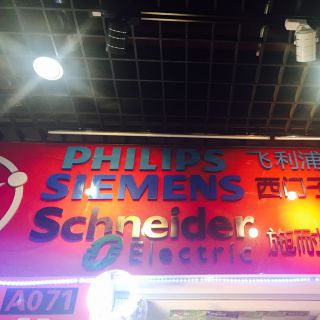 PHILIPS 飞利浦
SIEMENS 西门子
Schneider
Electric
A071